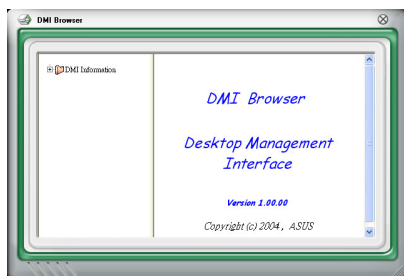 DMI Browser
DMI Information
DMI Browser
Desktop Management
Interface
Version 1.00.00
Copyright (c) 2004, ASUS